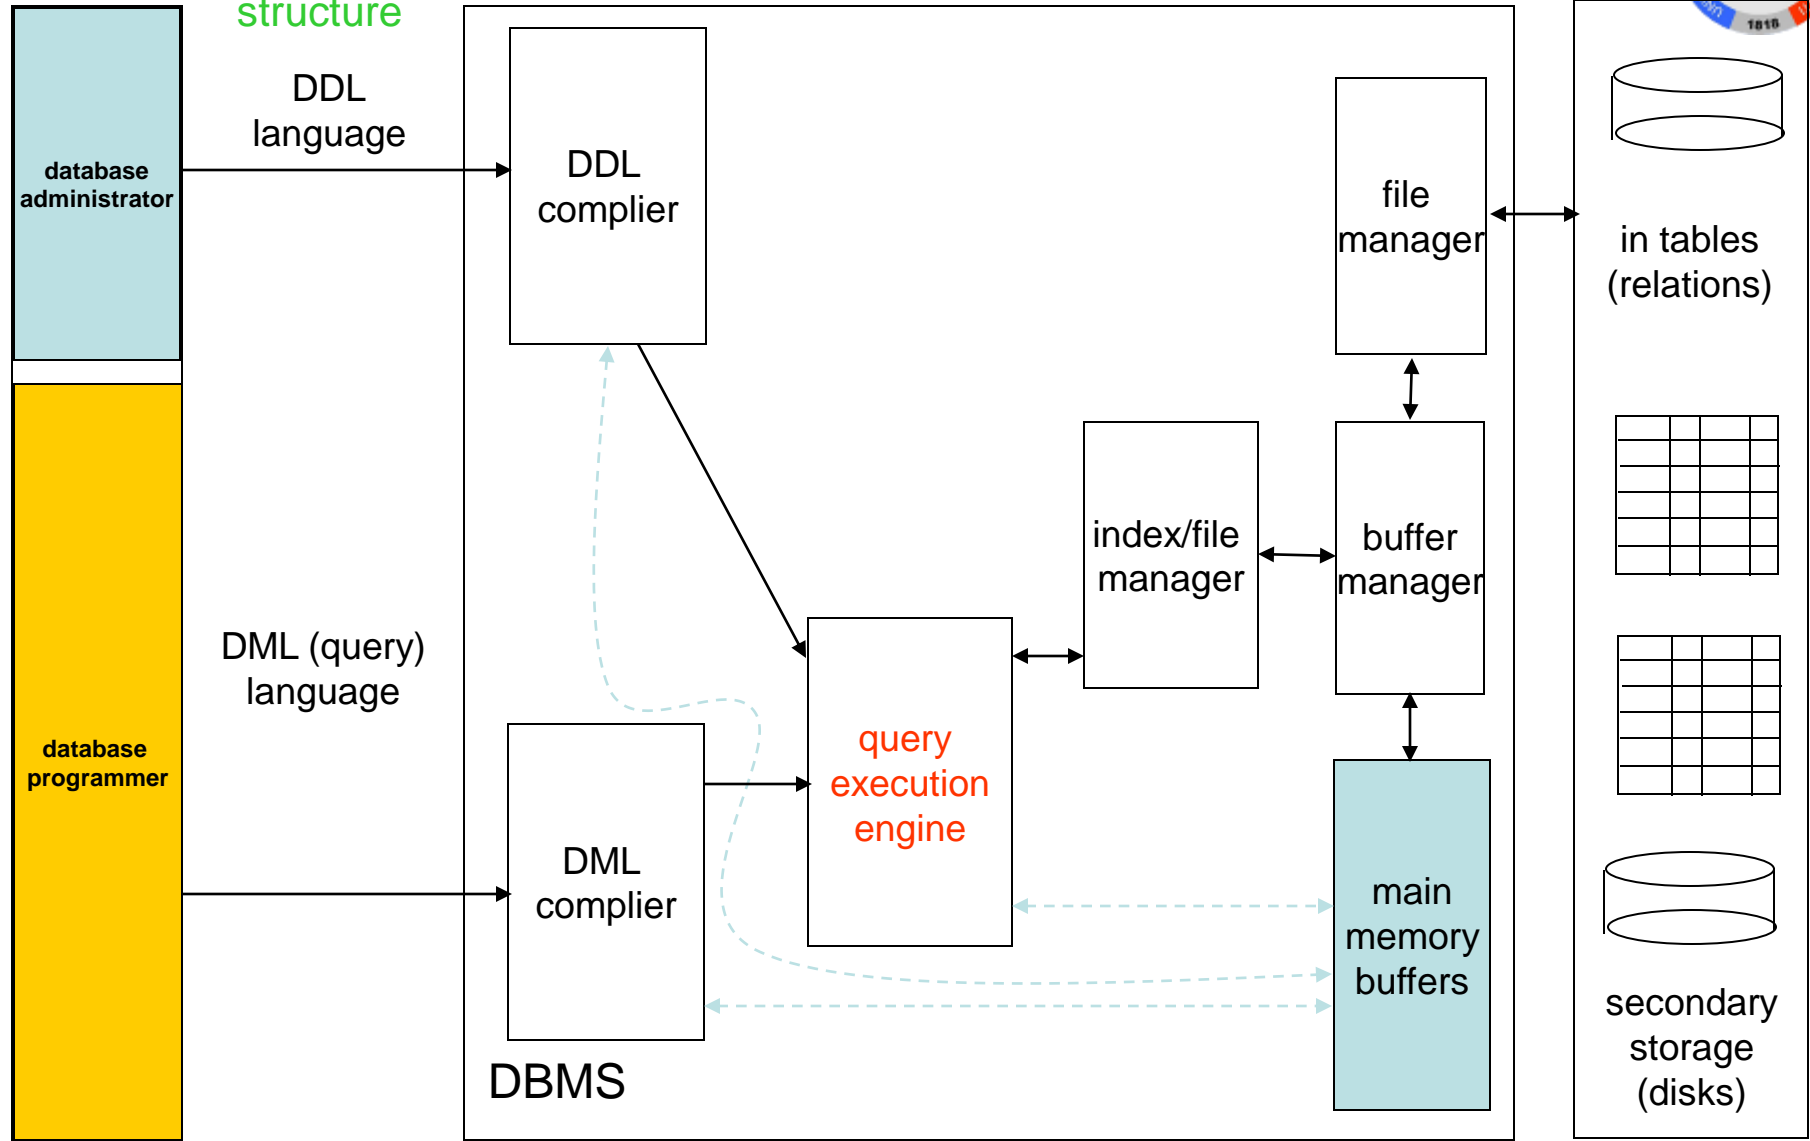 structure
DDL
language
database
administrator
DDL
complier
file
manager
1818
in tables
(relations)
index/file
manager
buffer
manager
DML (query)
language
database
programmer
query
execution
engine
DML
complier
main
memory
buffers
secondary
storage
(disks)
DBMS